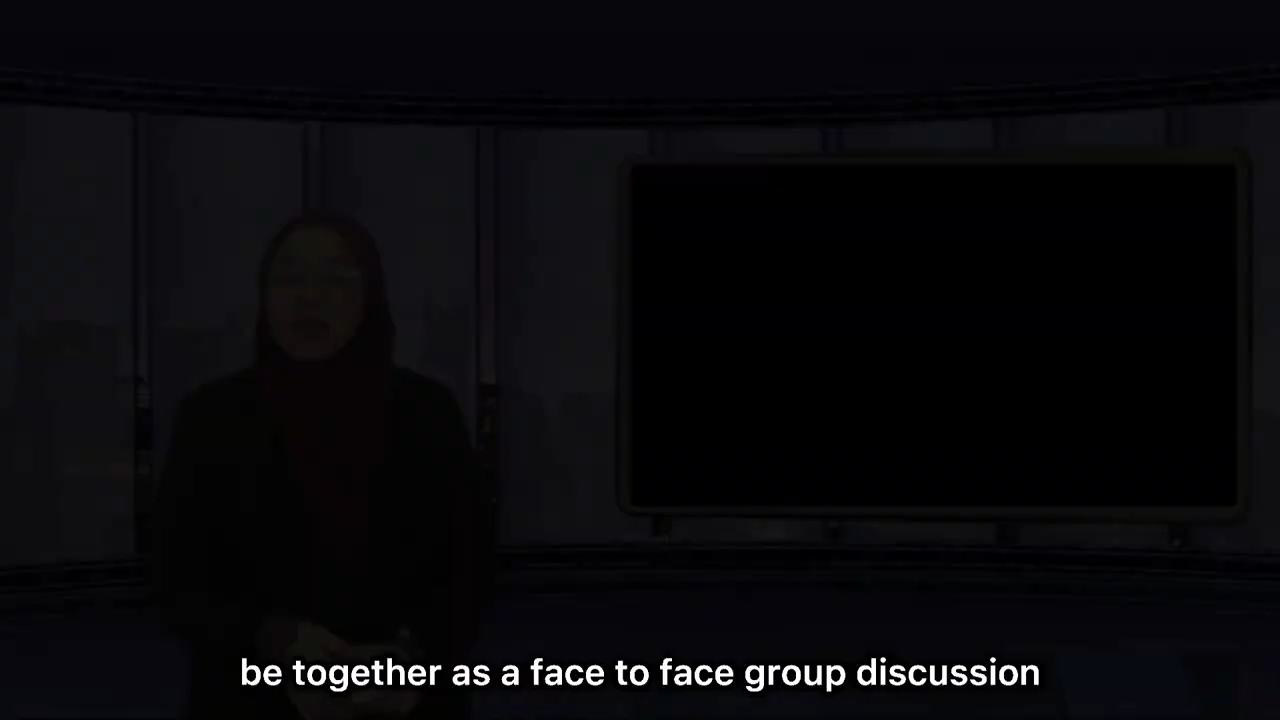 be together as a face to face group discussion